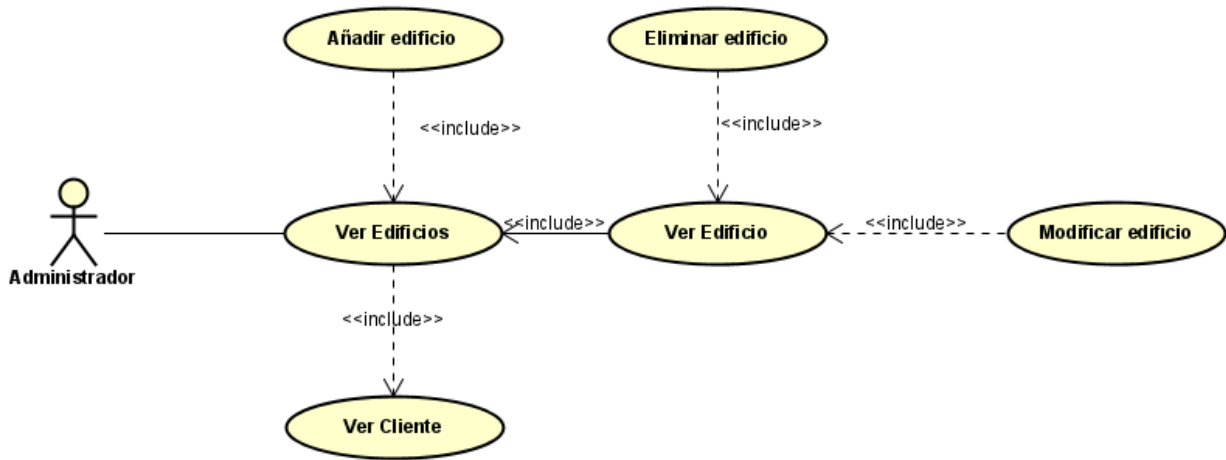 Añadir edificio
Eliminar edificio
<<include>>
<<include>>
Administrador
Ver Edificios
<<include>>
Ver Edificio
<<include>>
Modificar edificio
<<include>>
Ver Cliente